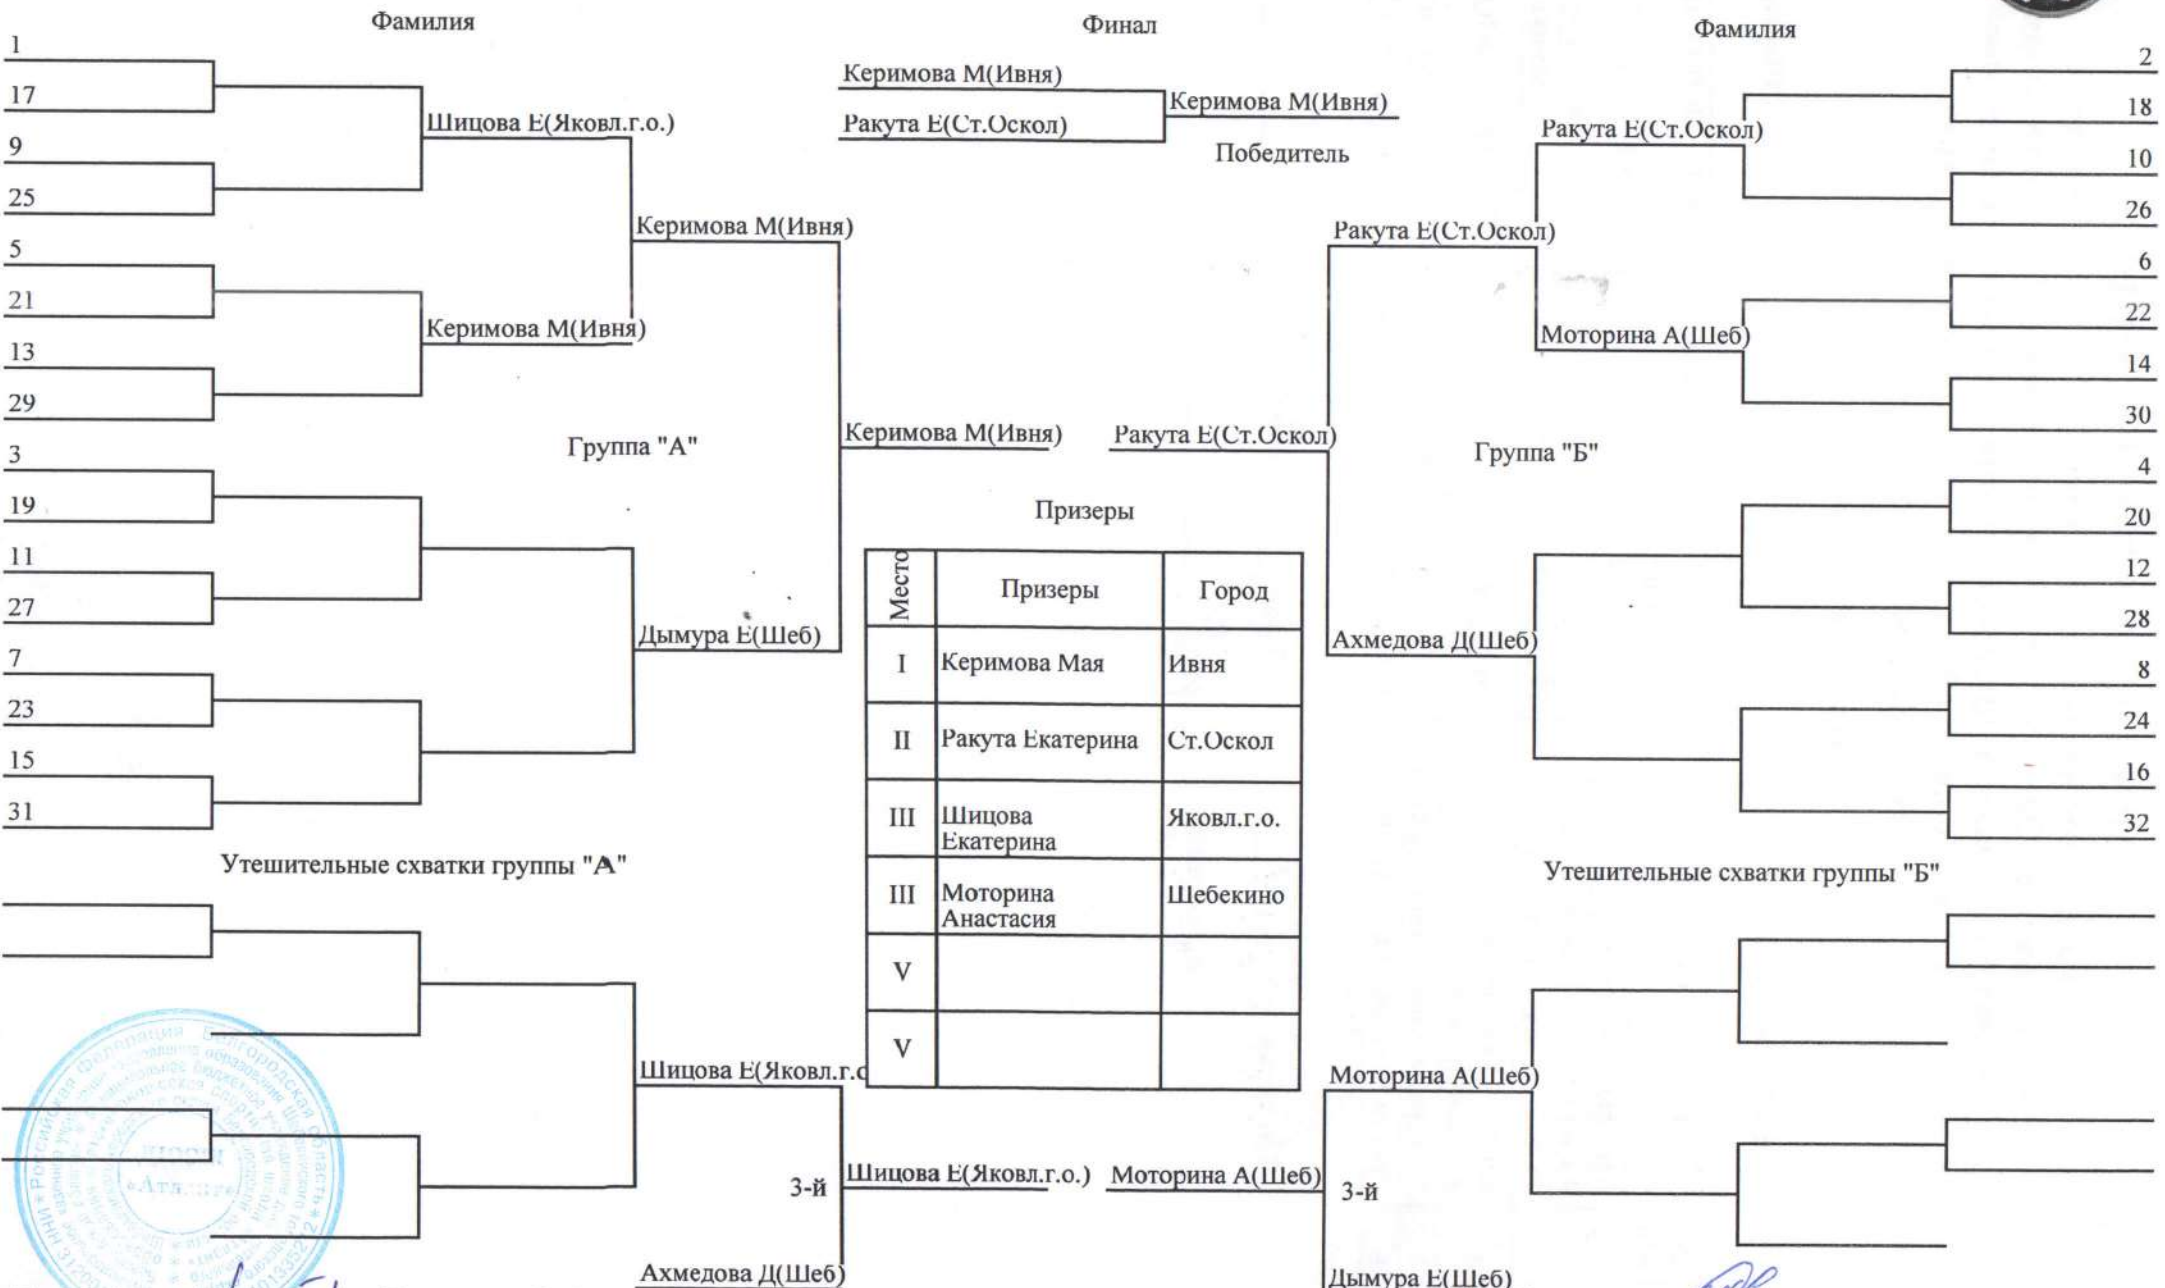 Фамилия
Финал
Фамилия
1
17
9
25
5
21
13
29
3
19
11
27
7
23
15
31
Шицова Е(Яковл.г.о.)
Керимова М(Ивня)
Керимова М(Ивня)
Дымура Е(Шеб)
Группа "А"
Керимова М(Ивня)
Керимова М(Ивня)
Ракута Е(Ст.Оскол)
Керимова М(Ивня)
Победитель
Ракута Е(Ст.Оскол)
Ракута Е(Ст.Оскол)
Ахмедова Д(Шеб)
Ракута Е(Ст.Оскол)
Моторина А(Шеб)
Группа "Б"
2
18
10
26
6
22
14
30
4
20
12
28
8
24
16
32
Призеры
Место Призеры Город
I Керимова Мая Ивня
II Ракута Екатерина Ст.Оскол
III Шицова Екатерина Яковл.г.о.
III Моторина Анастасия Шебекино
V
V
Утешительные схватки группы "А"
Утешительные схватки группы "Б"
Шицова Е(Яковл.г.о
Ахмедова Д(Шеб)
3-й
Шицова Е(Яковл.г.о.)
Моторина А(Шеб)
3-й
Моторина А(Шеб)
Дымура Е(Шеб)
Российская Федерация Белгородская область